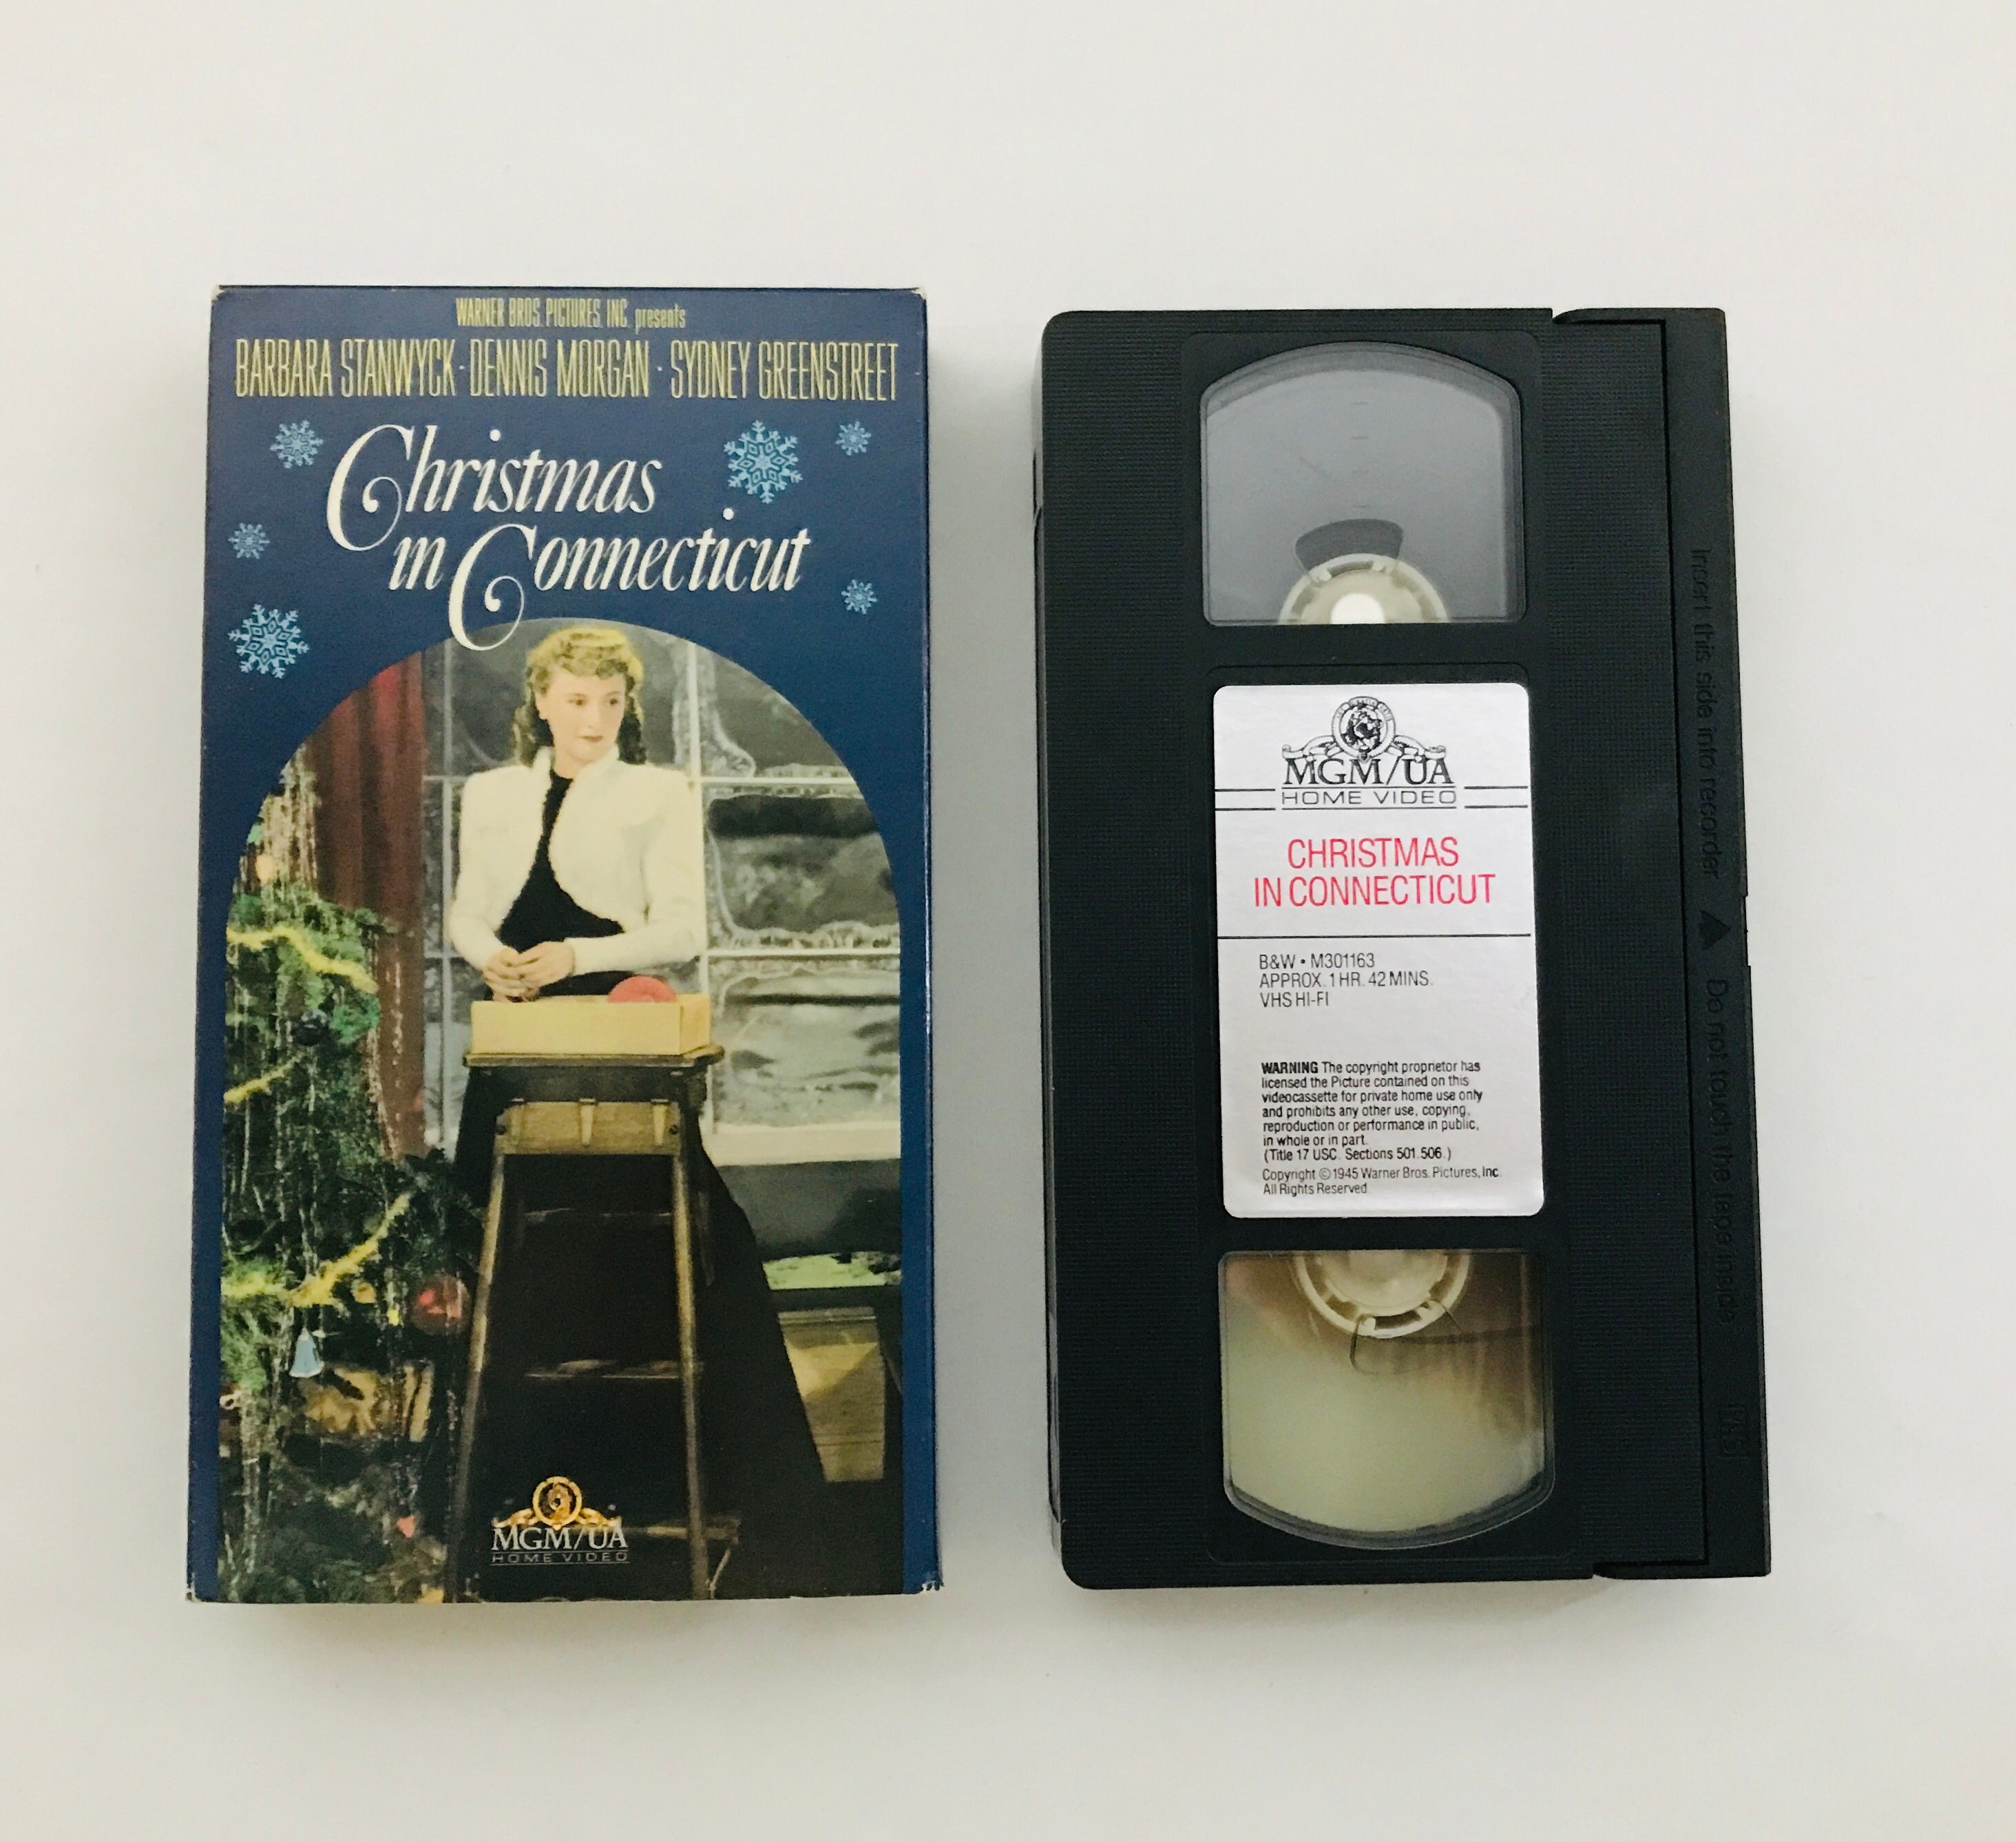 WARNER BROS. PICTURES, INC. presents
BARBARA STANWYCK · DENNIS MORGAN · SYDNEY GREENSTREET
Christmas
in Connecticut
MGM/UA
HOME VIDEO
MGM/UA
HOME VIDEO
CHRISTMAS
IN CONNECTICUT
B&W • M301163
APPROX. 1 HR. 42 MINS.
VHS HI-FI
WARNING The copyright proprietor has
licensed the Picture contained on this
videocassette for private home use only
and prohibits any other use, copying,
reproduction or performance in public,
in whole or in part.
(Title 17 USC. Sections 501.506.)
Copyright © 1945 Warner Bros. Pictures, Inc.
All Rights Reserved.
Insert this side into recorder ▲ Do not touch the tape inside
VHS